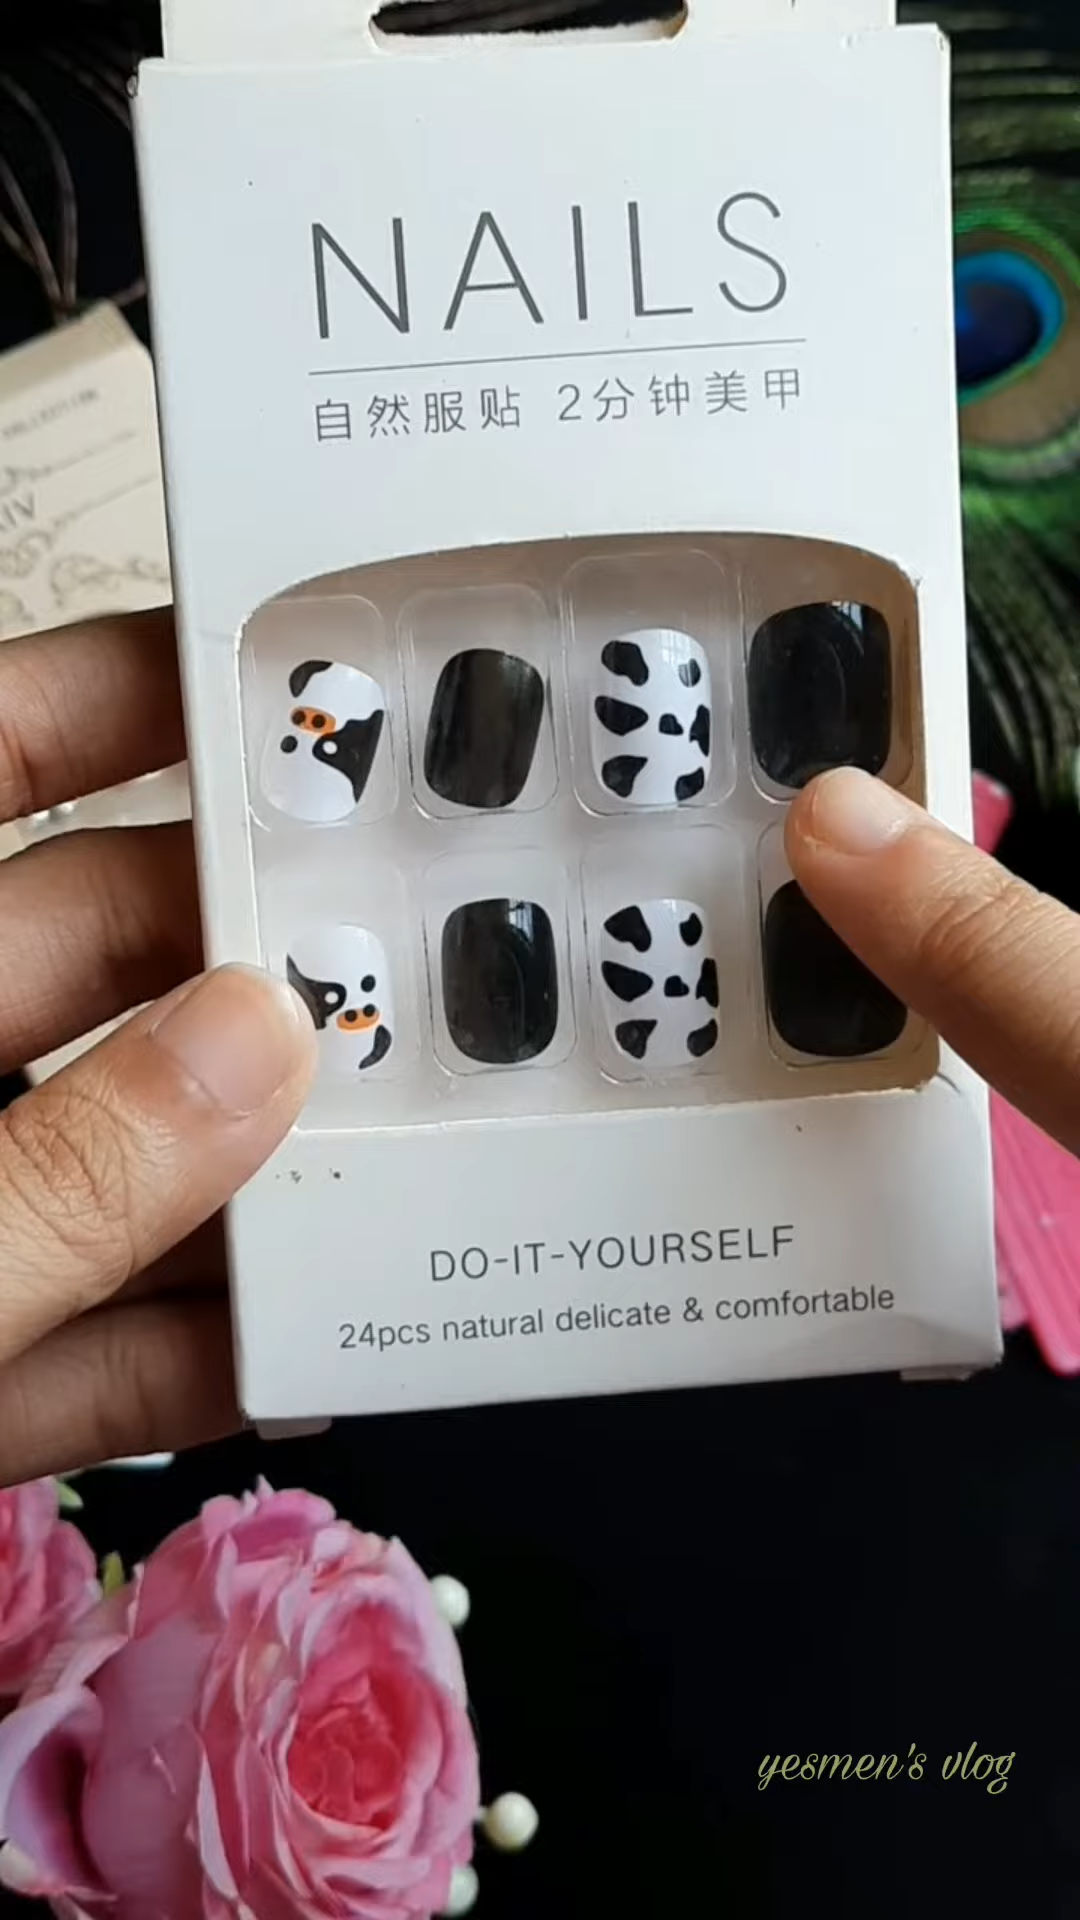 NAILS
自然服贴 2分钟美甲
DO-IT-YOURSELF
24pcs natural delicate & comfortable
yesmen's vlog